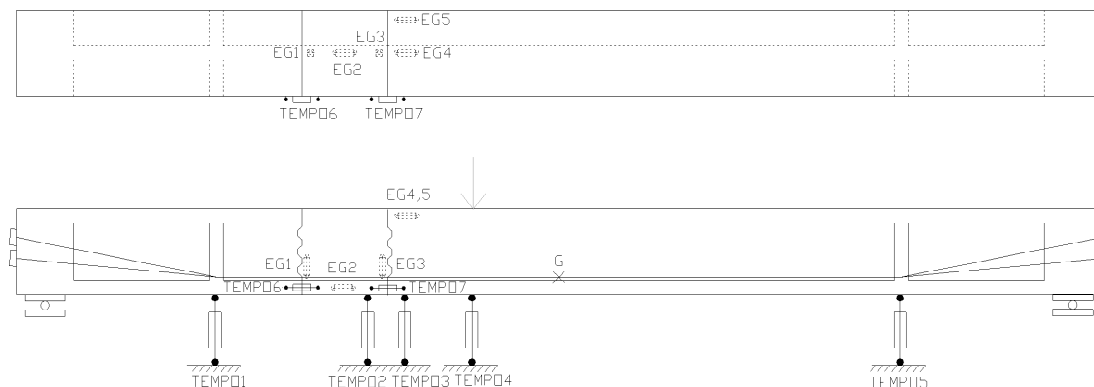 EG5
EG3
EG1
EG4
EG2
TEMPO6
TEMPO7
EG4,5
G
EG1
EG2
EG3
TEMPO6
TEMPO7
TEMPO1
TEMPO2
TEMPO3
TEMPO4
TEMPO5